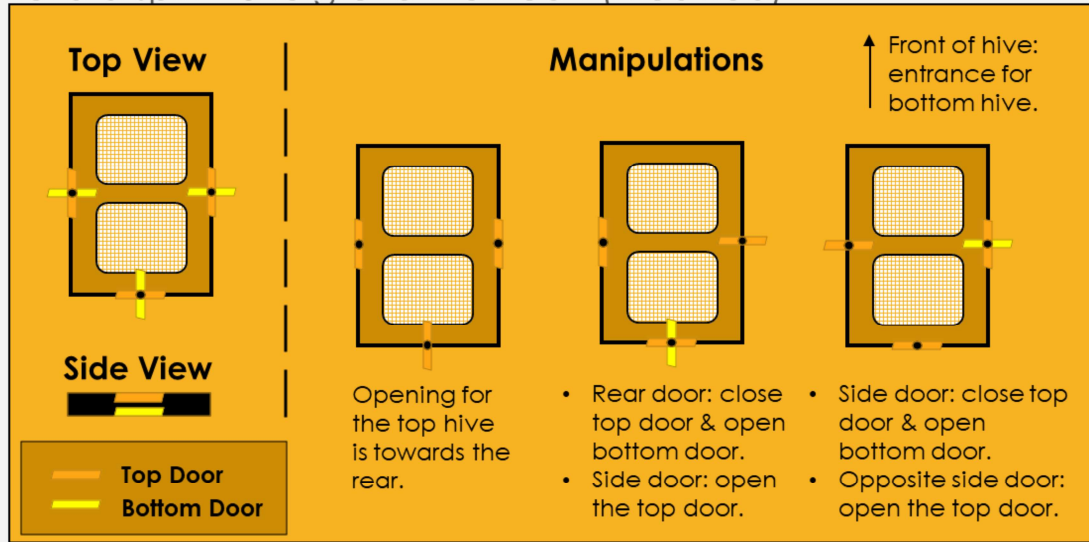 Top View
Side View
Top Door
Bottom Door
Manipulations
Front of hive:
entrance for
bottom hive.
Opening for
the top hive
is towards the
rear.
• Rear door: close
top door & open
bottom door.
• Side door: open
the top door.
• Side door: close top
door & open
bottom door.
• Opposite side door:
open the top door.